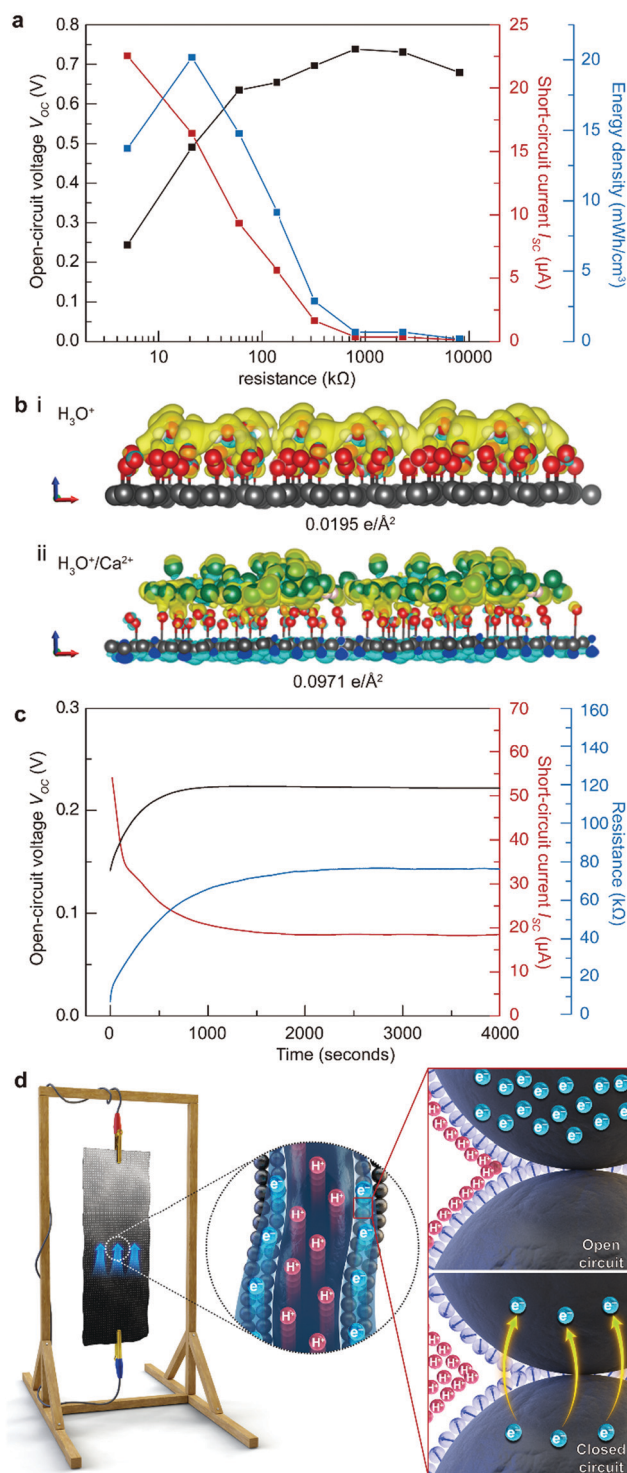 a
Open-circuit voltage VOC (V)
0.8
0.7
0.6
0.5
0.4
0.3
0.2
0.1
0.0
25
20
15
10
5
0
Short-circuit current ISC (µA)
20
15
10
5
0
Energy density (mWh/cm³)
10 100 1000 10000
resistance (kΩ)
b i
H₃O⁺
0.0195 e/Å²
ii H₃O⁺/Ca²⁺
0.0971 e/Å²
c
Open-circuit voltage VOC (V)
0.3
0.2
0.1
0.0
70
60
50
40
30
20
10
0
Short-circuit current ISC (µA)
160
140
120
100
80
60
40
20
0
Resistance (kΩ)
0 1000 2000 3000 4000
Time (seconds)
d
H⁺
H⁺
H⁺
H⁺
H⁺
H⁺
H⁺
H⁺
e⁻
e⁻
e⁻
e⁻
e⁻
e⁻
e⁻ e⁻ e⁻ e⁻
e⁻ e⁻ e⁻ e⁻ e⁻
e⁻ e⁻ e⁻ e⁻ e⁻
Open
circuit
e⁻ e⁻ e⁻
e⁻ e⁻ e⁻
Closed
circuit